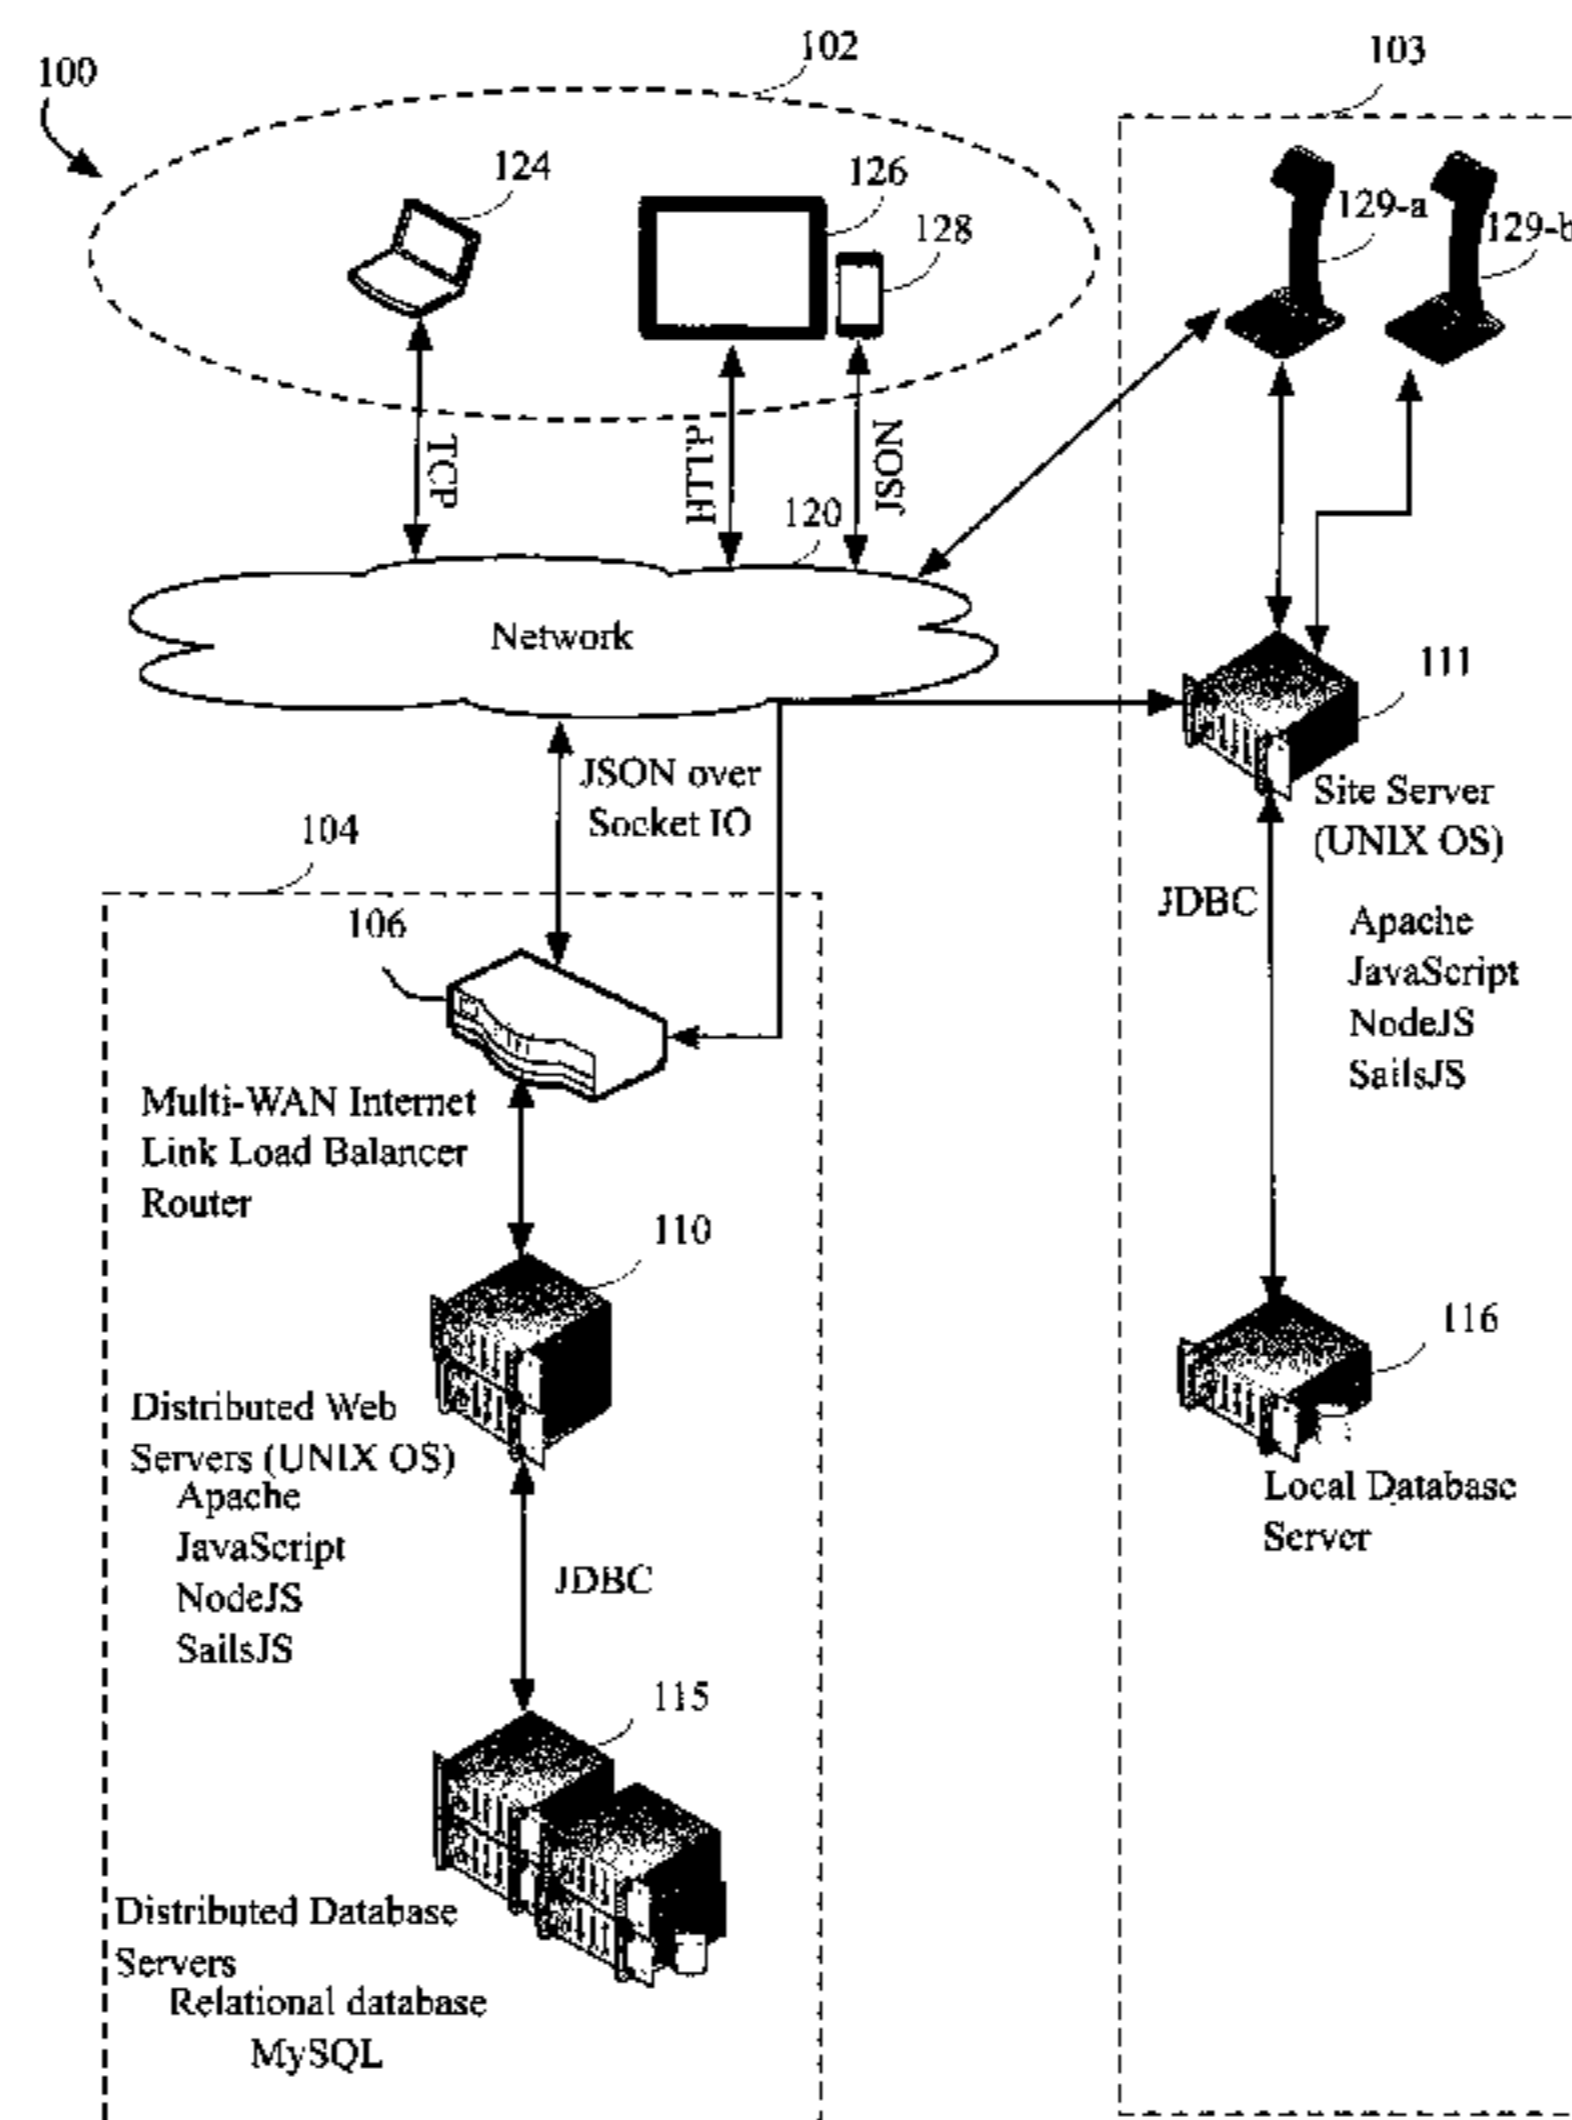 100
102
103
124
126
128
129-a
129-b
TCP
HTTP
JSON
120
Network
111
JSON over
Socket IO
Site Server
(UNIX OS)
104
106
JDBC
Apache
JavaScript
NodeJS
SailsJS
Multi-WAN Internet
Link Load Balancer
Router
110
116
Distributed Web
Servers (UNIX OS)
Apache
JavaScript
NodeJS
SailsJS
Local Database
Server
JDBC
115
Distributed Database
Servers
Relational database
MySQL